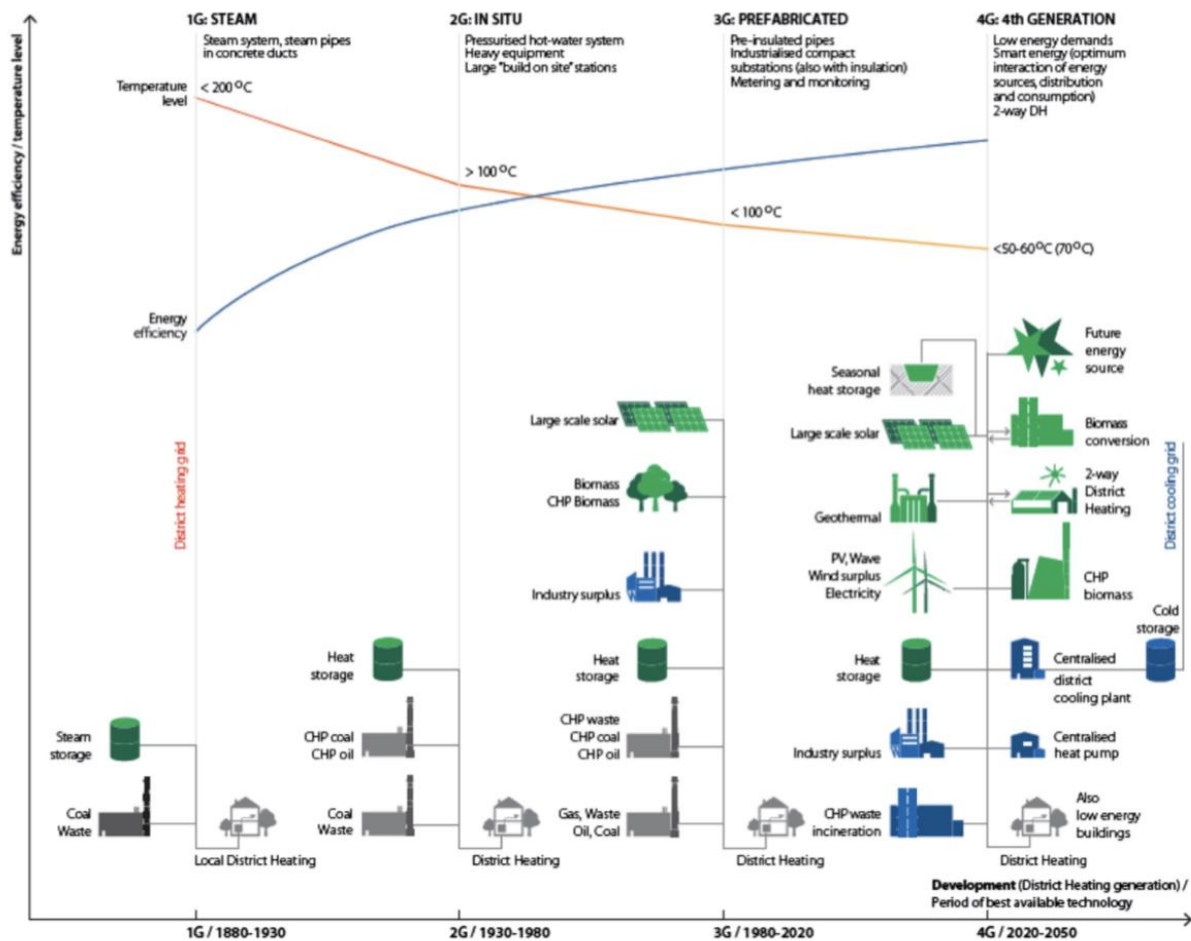 1G: STEAM
Steam system, steam pipes
in concrete ducts
2G: IN SITU
Pressurised hot-water system
Heavy equipment
Large "build on site" stations
3G: PREFABRICATED
Pre-insulated pipes
Industrialised compact
substations (also with insulation)
Metering and monitoring
4G: 4th GENERATION
Low energy demands
Smart energy (optimum
interaction of energy
sources, distribution
and consumption)
2-way DH
Energy efficiency / temperature level
Temperature
level
< 200 °C
> 100 °C
< 100 °C
<50-60°C (70°C)
Energy
efficiency
District heating grid
Steam
storage
Coal
Waste
Local District Heating
Heat
storage
CHP coal
CHP oil
Coal
Waste
District Heating
Large scale solar
Biomass
CHP Biomass
Industry surplus
Heat
storage
CHP waste
CHP coal
CHP oil
Gas, Waste
Oil, Coal
District Heating
Seasonal
heat storage
Large scale solar
Geothermal
PV, Wave
Wind surplus
Electricity
Heat
storage
Industry surplus
CHP waste
incineration
Future
energy
source
Biomass
conversion
2-way
District
Heating
CHP
biomass
Centralised
district
cooling plant
Centralised
heat pump
Also
low energy
buildings
District Heating
Cold
storage
District cooling grid
Development (District Heating generation) /
Period of best available technology
1G / 1880-1930
2G / 1930-1980
3G / 1980-2020
4G / 2020-2050